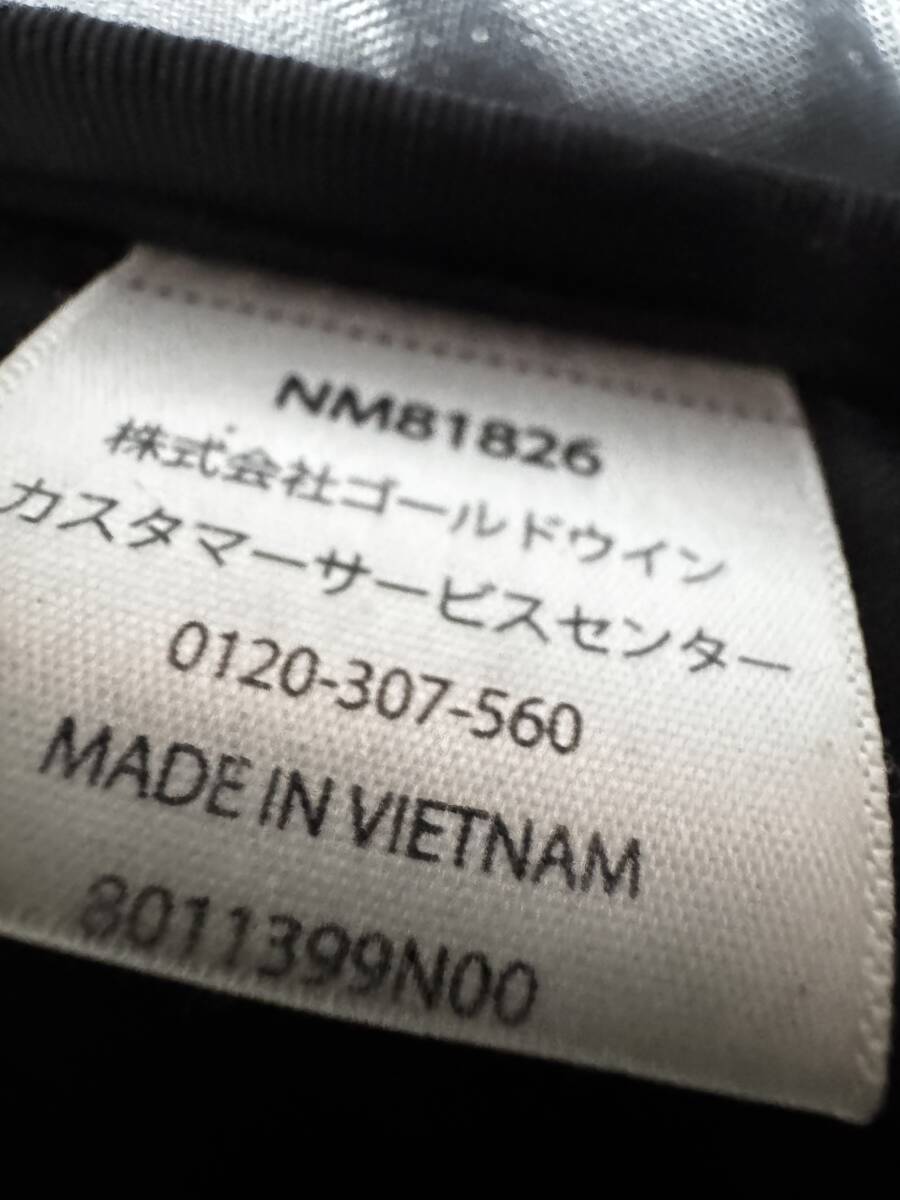 NM81826
株式会社ゴールドウイン
カスタマーサービスセンター
0120-307-560
MADE IN VIETNAM
8011399N00